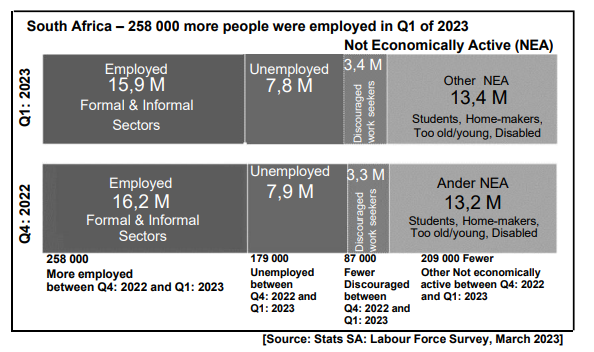 South Africa – 258 000 more people were employed in Q1 of 2023
Not Economically Active (NEA)
Q1: 2023
Employed
15,9 M
Formal & Informal
Sectors
Unemployed
7,8 M
3,4 M
Discouraged
work seekers
Other NEA
13,4 M
Students, Home-makers,
Too old/young, Disabled
Q4: 2022
Employed
16,2 M
Formal & Informal
Sectors
Unemployed
7,9 M
3,3 M
Discouraged
work seekers
Ander NEA
13,2 M
Students, Home-makers,
Too old/young, Disabled
258 000
More employed
between Q4: 2022 and Q1: 2023
179 000
Unemployed
between
Q4: 2022 and
Q1: 2023
87 000
Fewer
Discouraged
between
Q4: 2022 and
Q1: 2023
209 000 Fewer
Other Not economically
active between Q4: 2022
and Q1: 2023
[Source: Stats SA: Labour Force Survey, March 2023]